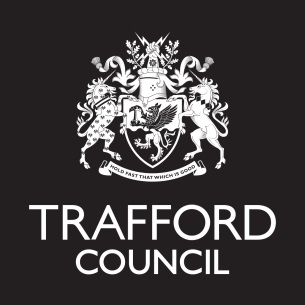 HOLD FAST THAT WHICH IS GOOD
TRAFFORD
COUNCIL